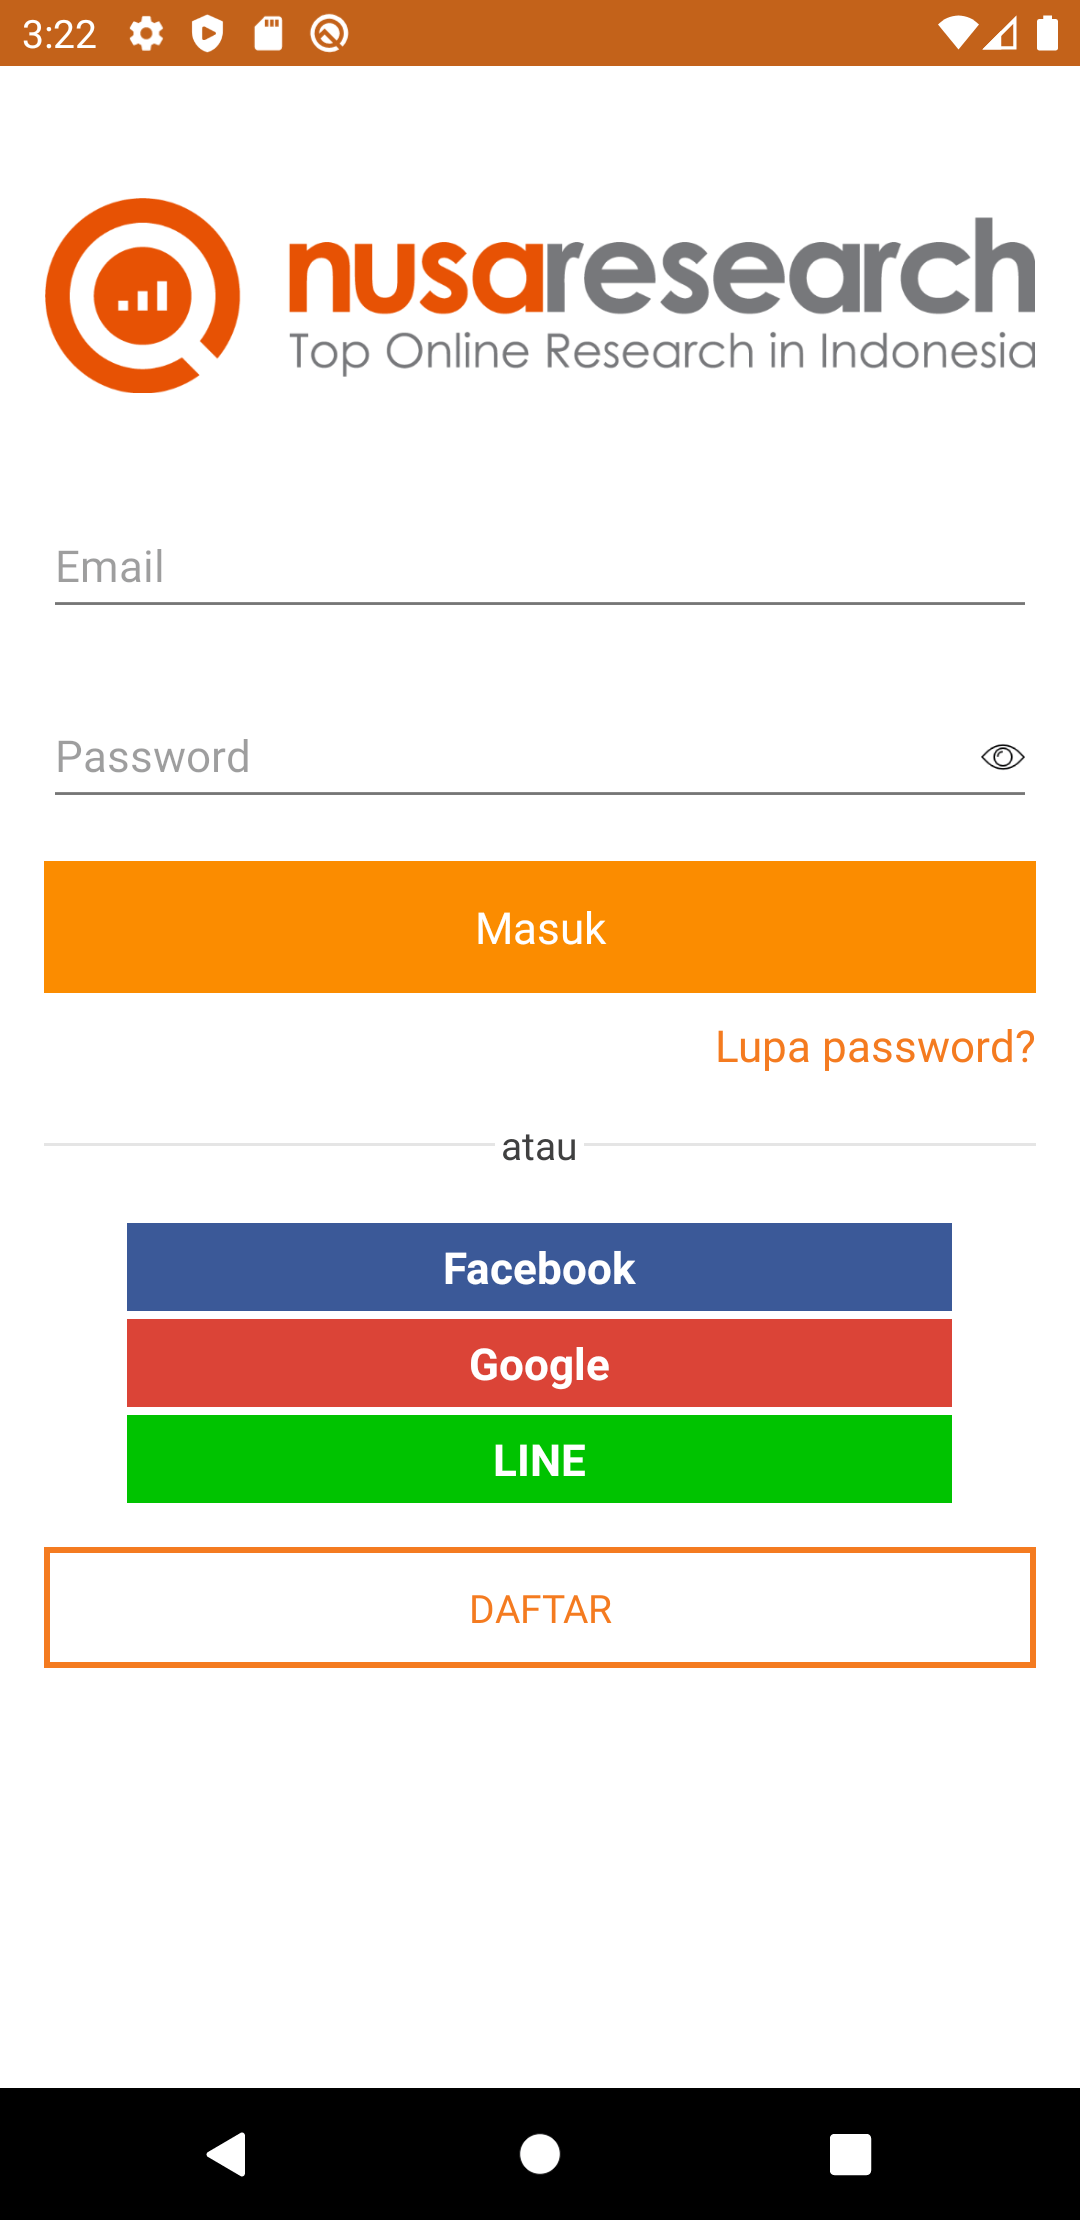 3:22
nusaresearch
Top Online Research in Indonesia
Email
Password
Masuk
Lupa password?
atau
Facebook
Google
LINE
DAFTAR